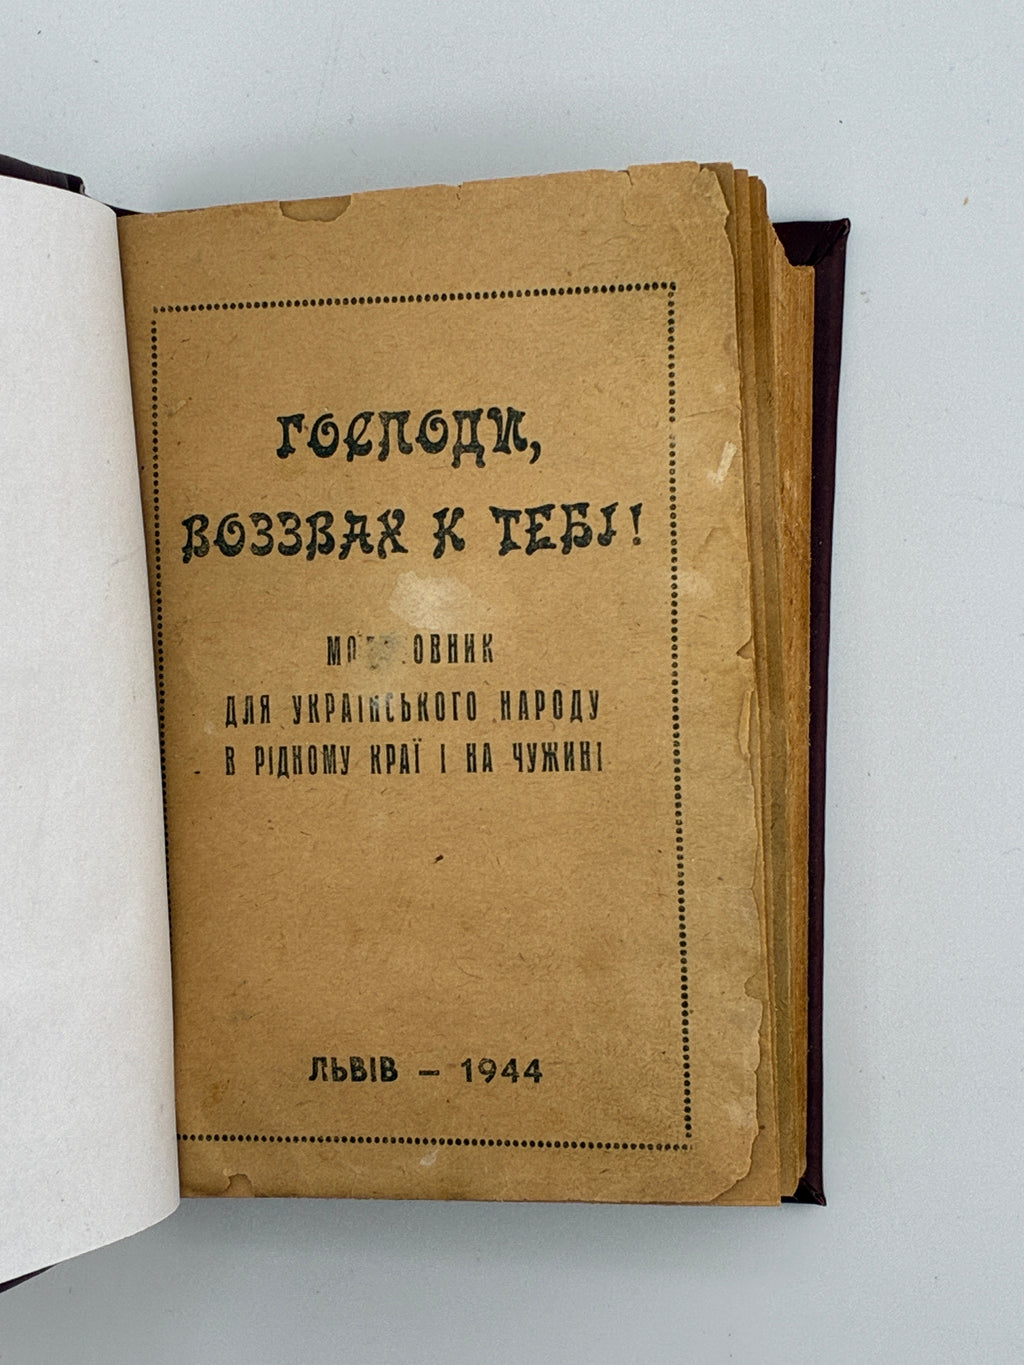 ГОСПОДИ,
ВОЗЗВАХ К ТЕБІ!
ДЛЯ УКРАЇНСЬКОГО НАРОДУ
В РІДНОМУ КРАЇ І НА ЧУЖИНІ
ЛЬВІВ – 1944